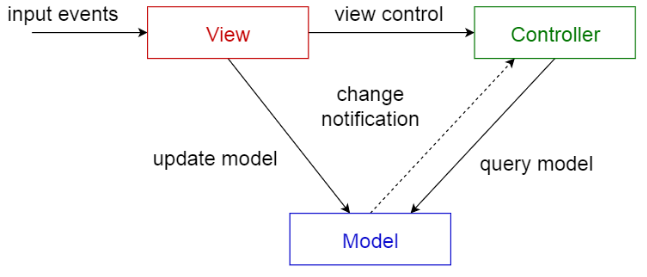 input events
View
view control
Controller
change
notification
update model
query model
Model